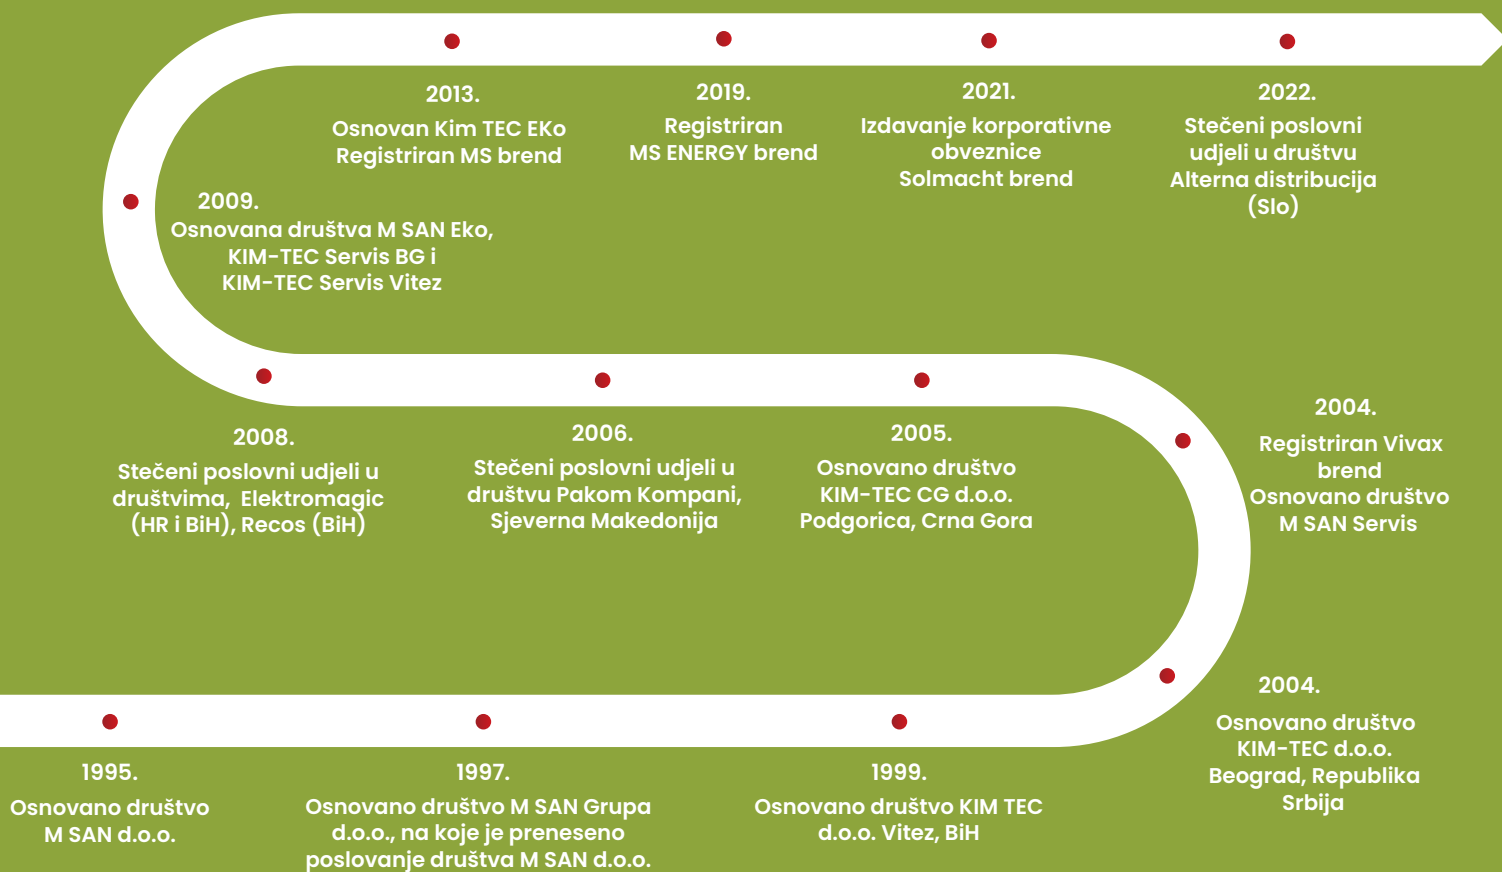 2013.
Osnovan Kim TEC EKo
Registriran MS brend
2019.
Registriran
MS ENERGY brend
2021.
Izdavanje korporativne
obveznice
Solmacht brend
2022.
Stečeni poslovni
udjeli u društvu
Alterna distribucija
(Slo)
2009.
Osnovana društva M SAN Eko,
KIM-TEC Servis BG i
KIM-TEC Servis Vitez
2008.
Stečeni poslovni udjeli u
društvima, Elektromagic
(HR i BiH), Recos (BiH)
2006.
Stečeni poslovni udjeli u
društvu Pakom Kompani,
Sjeverna Makedonija
2005.
Osnovano društvo
KIM-TEC CG d.o.o.
Podgorica, Crna Gora
2004.
Registriran Vivax
brend
Osnovano društvo
M SAN Servis
2004.
Osnovano društvo
KIM-TEC d.o.o.
Beograd, Republika
Srbija
1995.
Osnovano društvo
M SAN d.o.o.
1997.
Osnovano društvo M SAN Grupa
d.o.o., na koje je preneseno
poslovanje društva M SAN d.o.o.
1999.
Osnovano društvo KIM TEC
d.o.o. Vitez, BiH